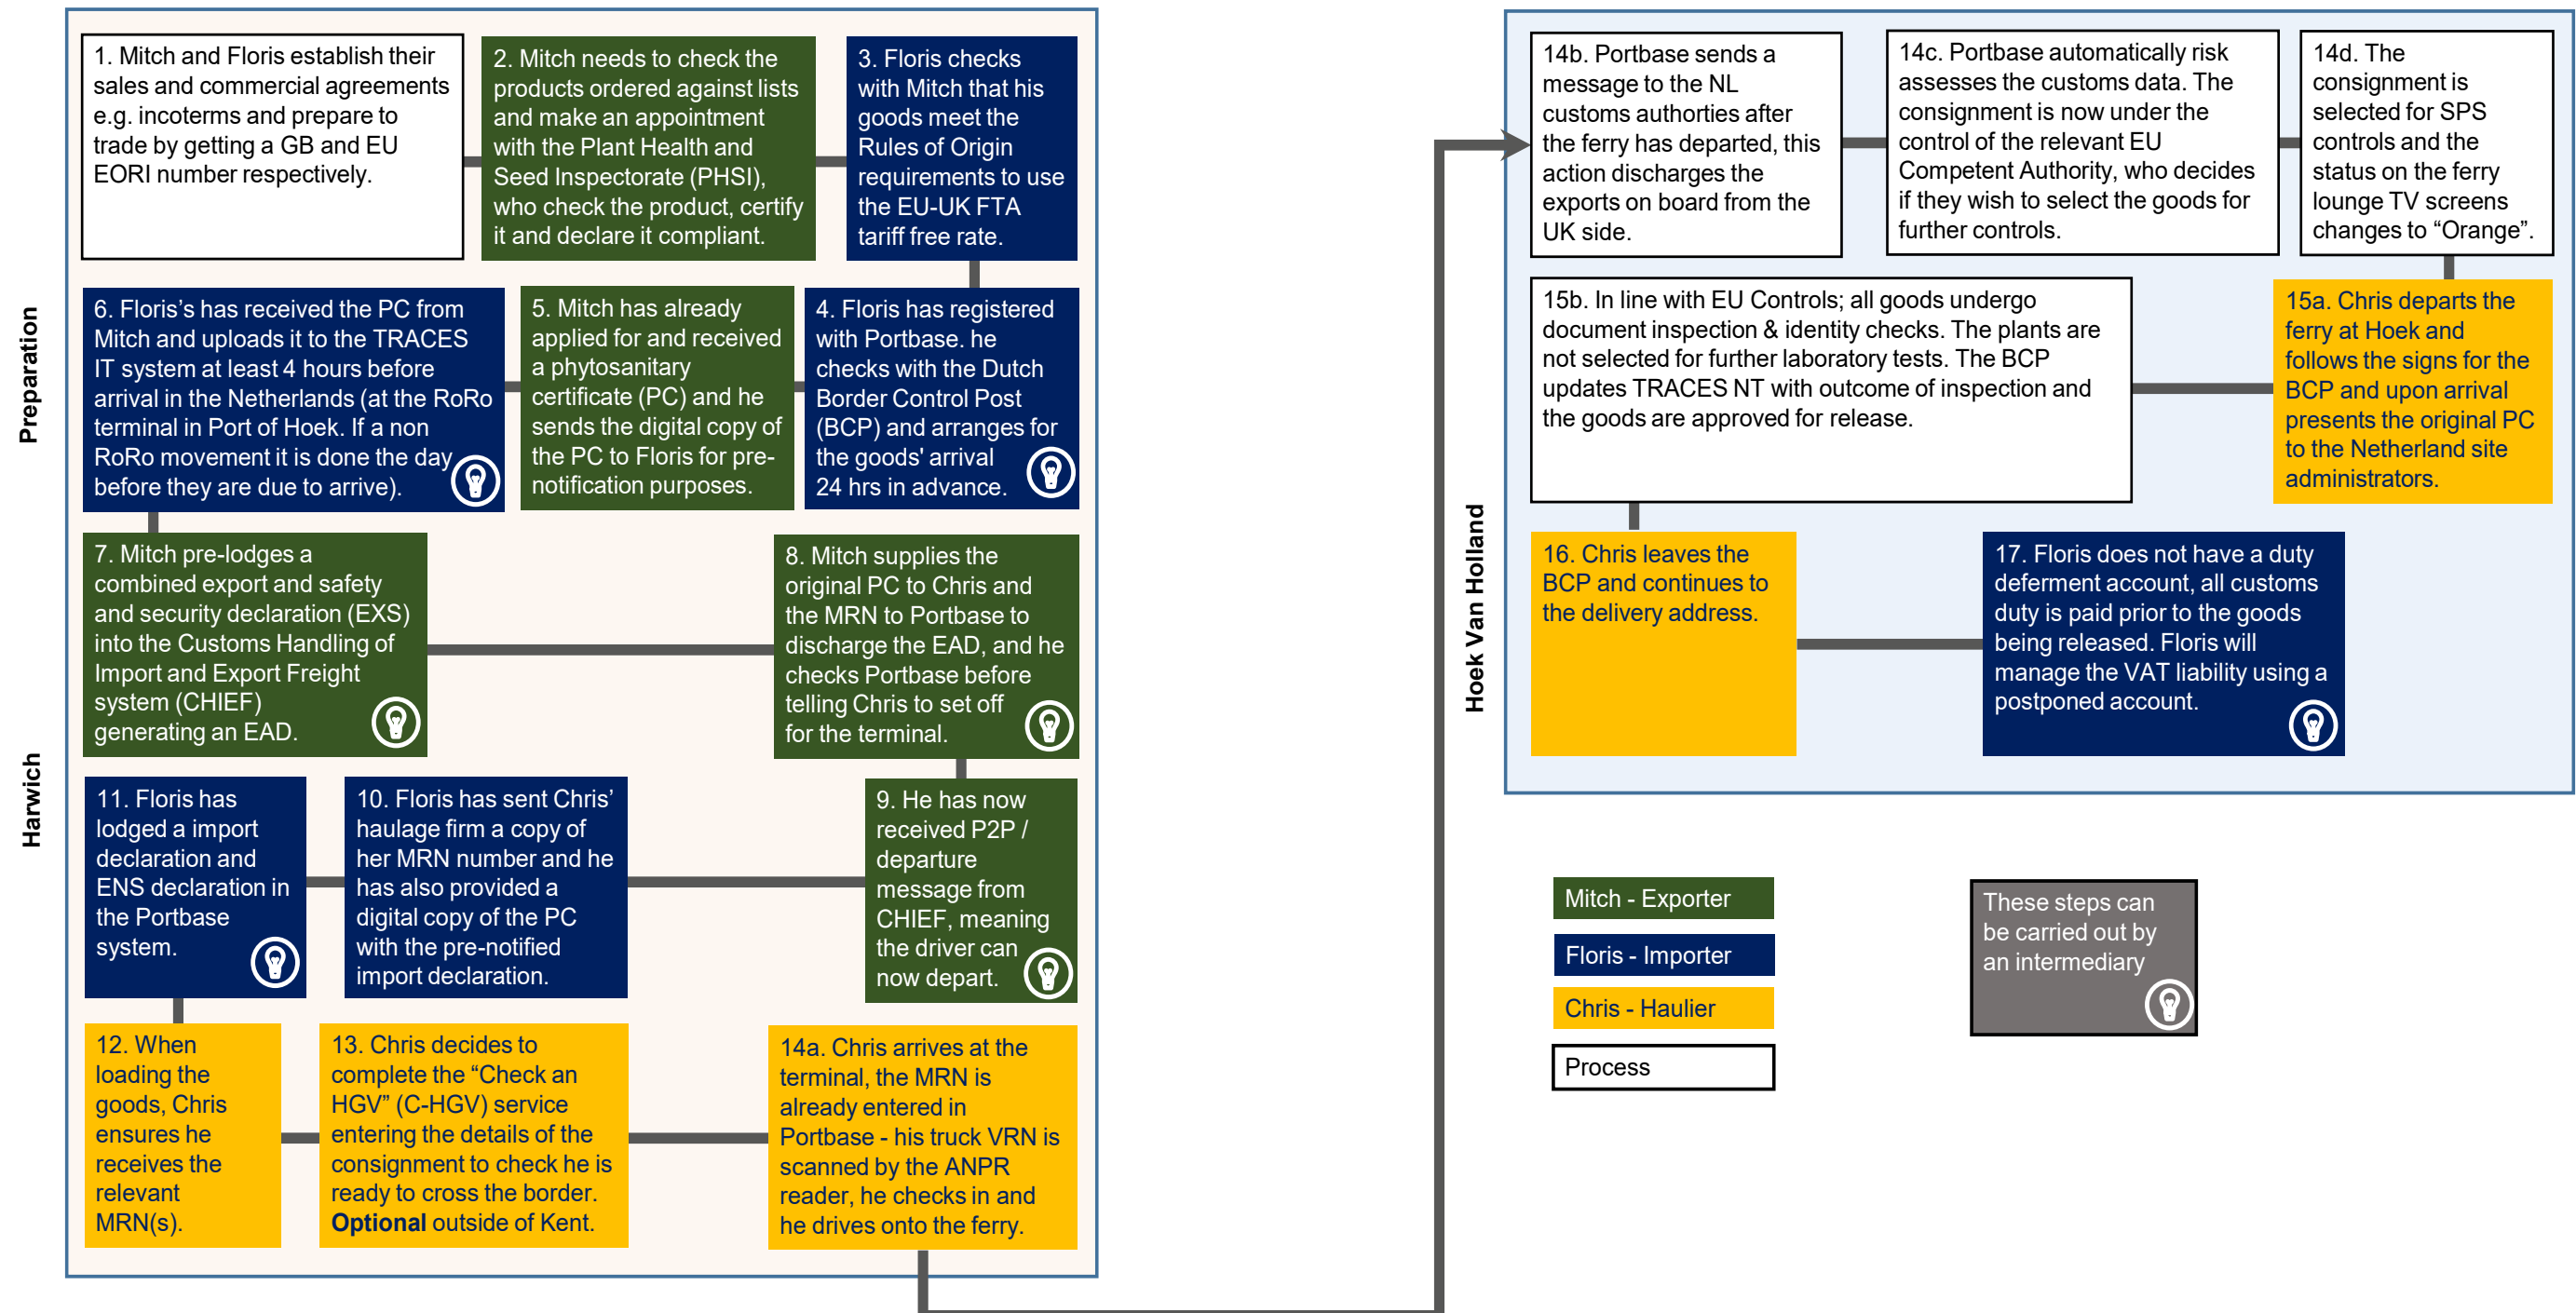 Preparation
Harwich
1. Mitch and Floris establish their
sales and commercial agreements
e.g. incoterms and prepare to
trade by getting a GB and EU
EORI number respectively.
2. Mitch needs to check the
products ordered against lists
and make an appointment
with the Plant Health and
Seed Inspectorate (PHSI),
who check the product, certify
it and declare it compliant.
3. Floris checks
with Mitch that his
goods meet the
Rules of Origin
requirements to use
the EU-UK FTA
tariff free rate.
4. Floris has registered
with Portbase. he
checks with the Dutch
Border Control Post
(BCP) and arranges for
the goods' arrival
24 hrs in advance.
5. Mitch has already
applied for and received
a phytosanitary
certificate (PC) and he
sends the digital copy of
the PC to Floris for pre-
notification purposes.
6. Floris's has received the PC from
Mitch and uploads it to the TRACES
IT system at least 4 hours before
arrival in the Netherlands (at the RoRo
terminal in Port of Hoek. If a non
RoRo movement it is done the day
before they are due to arrive).
7. Mitch pre-lodges a
combined export and safety
and security declaration (EXS)
into the Customs Handling of
Import and Export Freight
system (CHIEF)
generating an EAD.
8. Mitch supplies the
original PC to Chris and
the MRN to Portbase to
discharge the EAD, and he
checks Portbase before
telling Chris to set off
for the terminal.
9. He has now
received P2P /
departure
message from
CHIEF, meaning
the driver can
now depart.
10. Floris has sent Chris’
haulage firm a copy of
her MRN number and he
has also provided a
digital copy of the PC
with the pre-notified
import declaration.
11. Floris has
lodged a import
declaration and
ENS declaration in
the Portbase
system.
12. When
loading the
goods, Chris
ensures he
receives the
relevant
MRN(s).
13. Chris decides to
complete the “Check an
HGV” (C-HGV) service
entering the details of the
consignment to check he is
ready to cross the border.
Optional outside of Kent.
14a. Chris arrives at the
terminal, the MRN is
already entered in
Portbase - his truck VRN is
scanned by the ANPR
reader, he checks in and
he drives onto the ferry.
Hoek Van Holland
14b. Portbase sends a
message to the NL
customs authorties after
the ferry has departed, this
action discharges the
exports on board from the
UK side.
14c. Portbase automatically risk
assesses the customs data. The
consignment is now under the
control of the relevant EU
Competent Authority, who decides
if they wish to select the goods for
further controls.
14d. The
consignment is
selected for SPS
controls and the
status on the ferry
lounge TV screens
changes to “Orange”.
15a. Chris departs the
ferry at Hoek and
follows the signs for the
BCP and upon arrival
presents the original PC
to the Netherland site
administrators.
15b. In line with EU Controls; all goods undergo
document inspection & identity checks. The plants are
not selected for further laboratory tests. The BCP
updates TRACES NT with outcome of inspection and
the goods are approved for release.
16. Chris leaves the
BCP and continues to
the delivery address.
17. Floris does not have a duty
deferment account, all customs
duty is paid prior to the goods
being released. Floris will
manage the VAT liability using a
postponed account.
Mitch - Exporter
Floris - Importer
Chris - Haulier
Process
These steps can
be carried out by
an intermediary